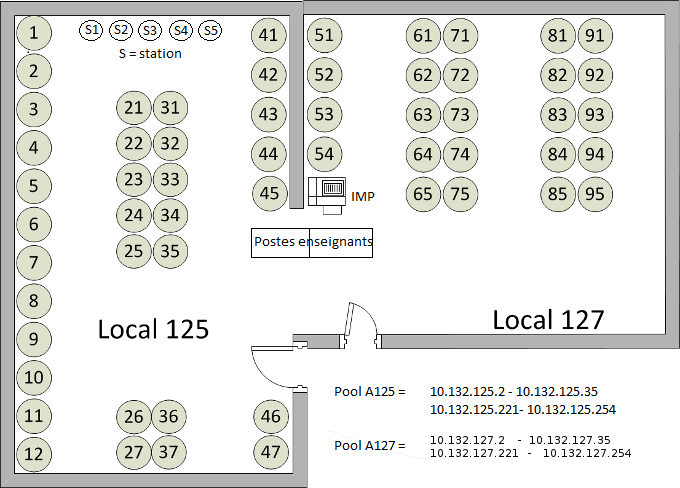 1 S1 S2 S3 S4 S5 41 51 61 71 81 91
S = station
2 42 52 62 72 82 92
3 21 31 43 53 63 73 83 93
4 22 32 44 54 64 74 84 94
5 23 33 45 IMP 65 75 85 95
6 24 34
7 25 35 Postes enseignants
8
9 Local 125 Local 127
10
11 26 36 46
12 27 37 47
Pool A125 = 10.132.125.2 - 10.132.125.35
10.132.125.221- 10.132.125.254
Pool A127 = 10.132.127.2 - 10.132.127.35
10.132.127.221 - 10.132.127.254